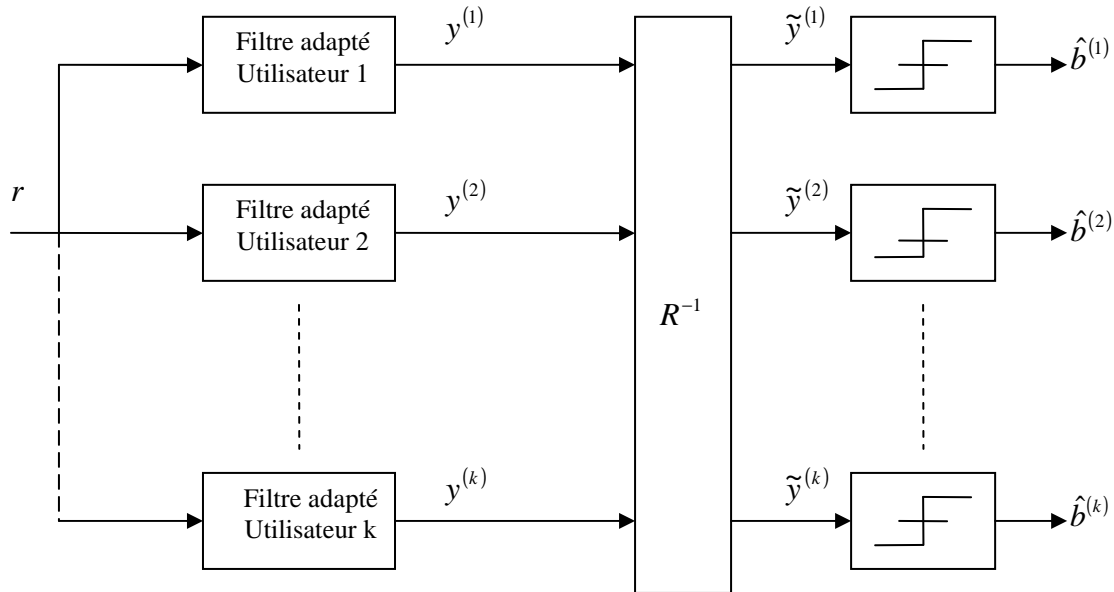 Filtre adapté
Utilisateur 1
y^{(1)}
ỹ^{(1)}
b̂^{(1)}
r
Filtre adapté
Utilisateur 2
y^{(2)}
ỹ^{(2)}
b̂^{(2)}
R^{-1}
Filtre adapté
Utilisateur k
y^{(k)}
ỹ^{(k)}
b̂^{(k)}